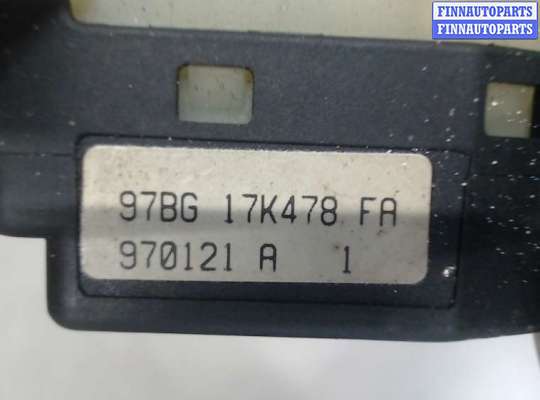 FINNAUTOPARTS
FINNAUTOPARTS
97BG 17K478 FA
970121 A 1